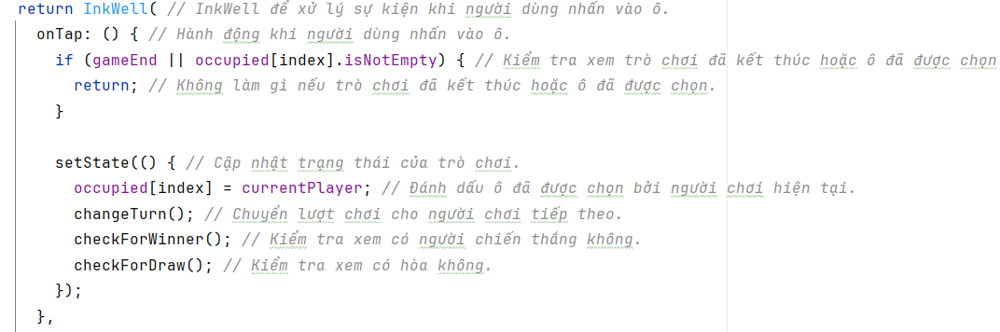 return InkWell( // InkWell để xử lý sự kiện khi người dùng nhấn vào ô.
onTap: () { // Hành động khi người dùng nhấn vào ô.
if (gameEnd || occupied[index].isNotEmpty) { // Kiểm tra xem trò chơi đã kết thúc hoặc ô đã được chọn
return; // Không làm gì nếu trò chơi đã kết thúc hoặc ô đã được chọn.
}
setState(() { // Cập nhật trạng thái của trò chơi.
occupied[index] = currentPlayer; // Đánh dấu ô đã được chọn bởi người chơi hiện tại.
changeTurn(); // Chuyển lượt chơi cho người chơi tiếp theo.
checkForWinner(); // Kiểm tra xem có người chiến thắng không.
checkForDraw(); // Kiểm tra xem có hòa không.
});
},